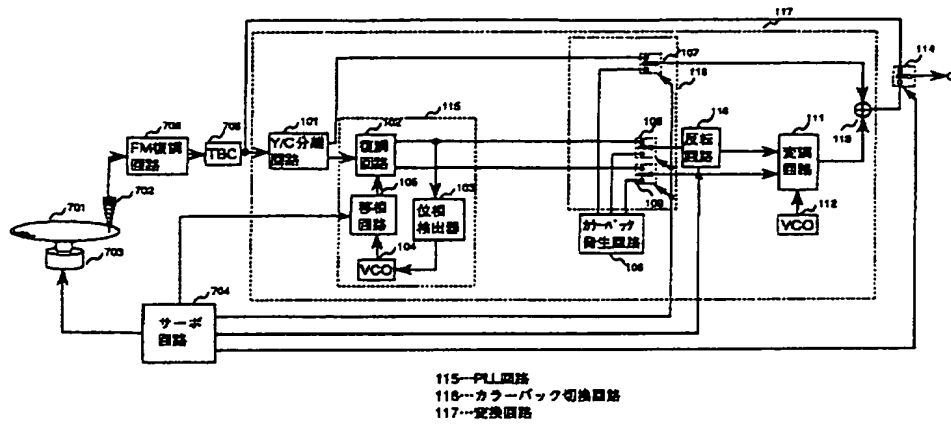 117
114
107
118
115
706
FM復調
回路
705
TBC
101
Y/C分離
回路
102
復調
回路
108
116
反転
回路
111
変調
回路
113
702
701
703
105
移相
回路
103
位相
検出器
104
VCO
109
カラーバック
発生回路
106
112
VCO
704
サーボ
回路
115…PLL回路
116…カラーバック切換回路
117…変換回路